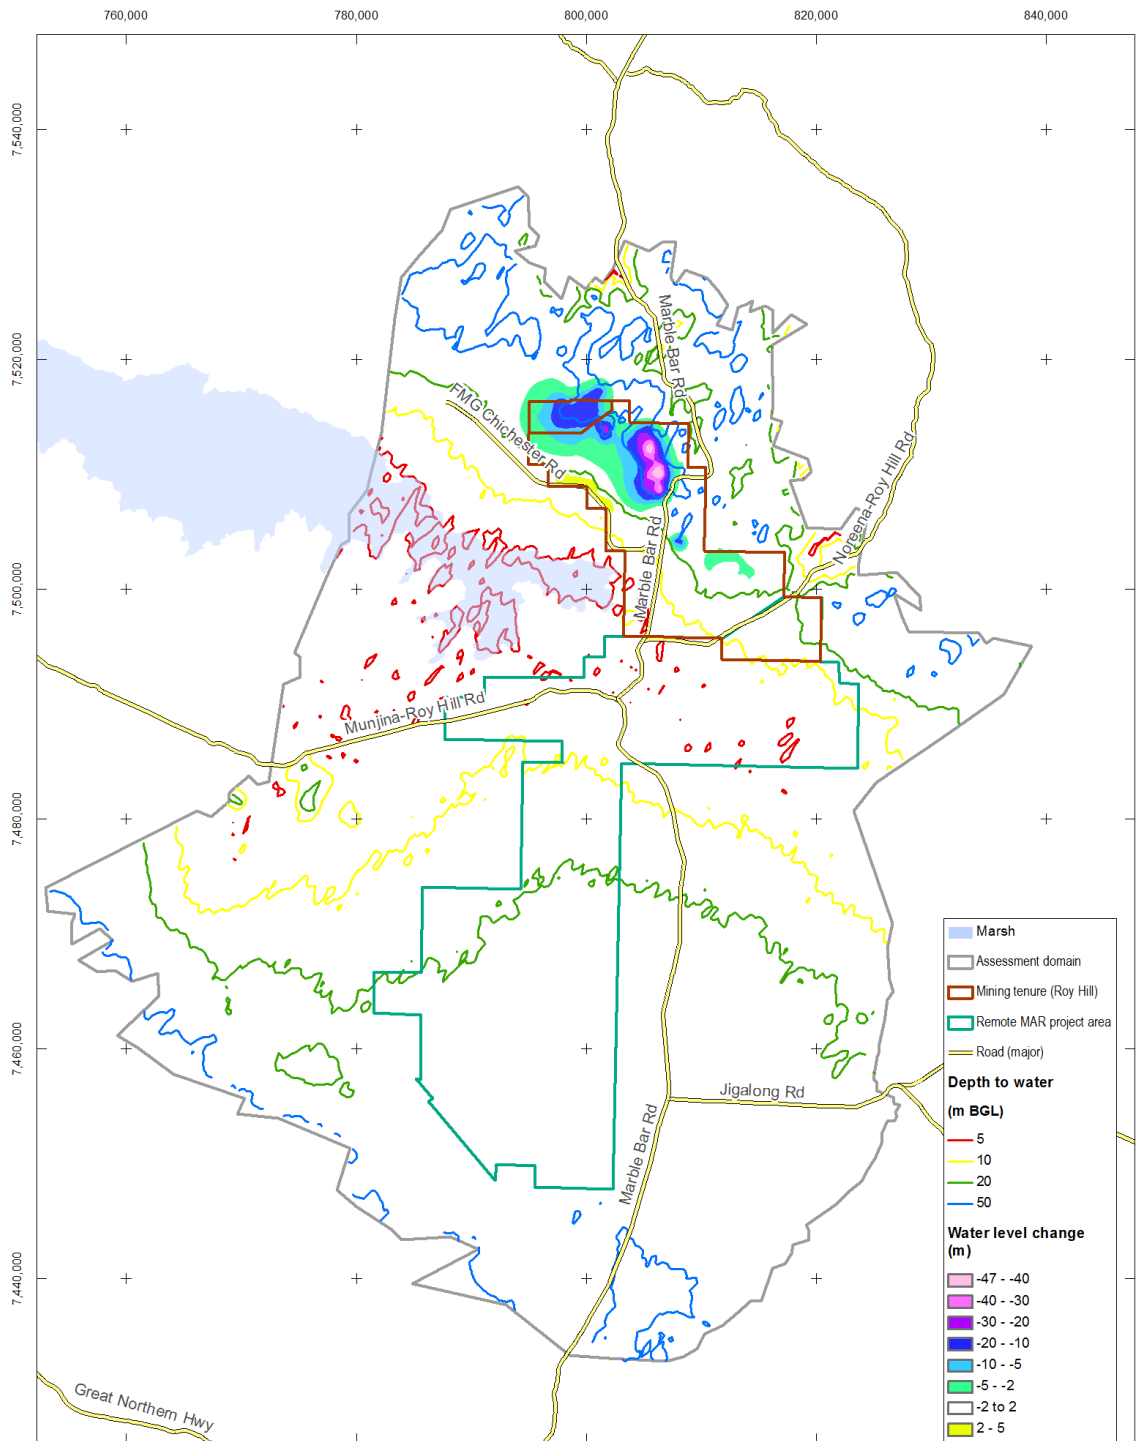 760,000
780,000
800,000
820,000
840,000
7,540,000
7,520,000
7,500,000
7,480,000
7,460,000
7,440,000
Marble Bar Rd
FMG Chichester Rd
Noreena-Roy Hill Rd
Marble Bar Rd
Munjina-Roy Hill Rd
Jigalong Rd
Marble Bar Rd
Great Northern Hwy
Marsh
Assessment domain
Mining tenure (Roy Hill)
Remote MAR project area
Road (major)
Depth to water
(m BGL)
5
10
20
50
Water level change
(m)
-47 - -40
-40 - -30
-30 - -20
-20 - -10
-10 - -5
-5 - -2
-2 to 2
2 - 5